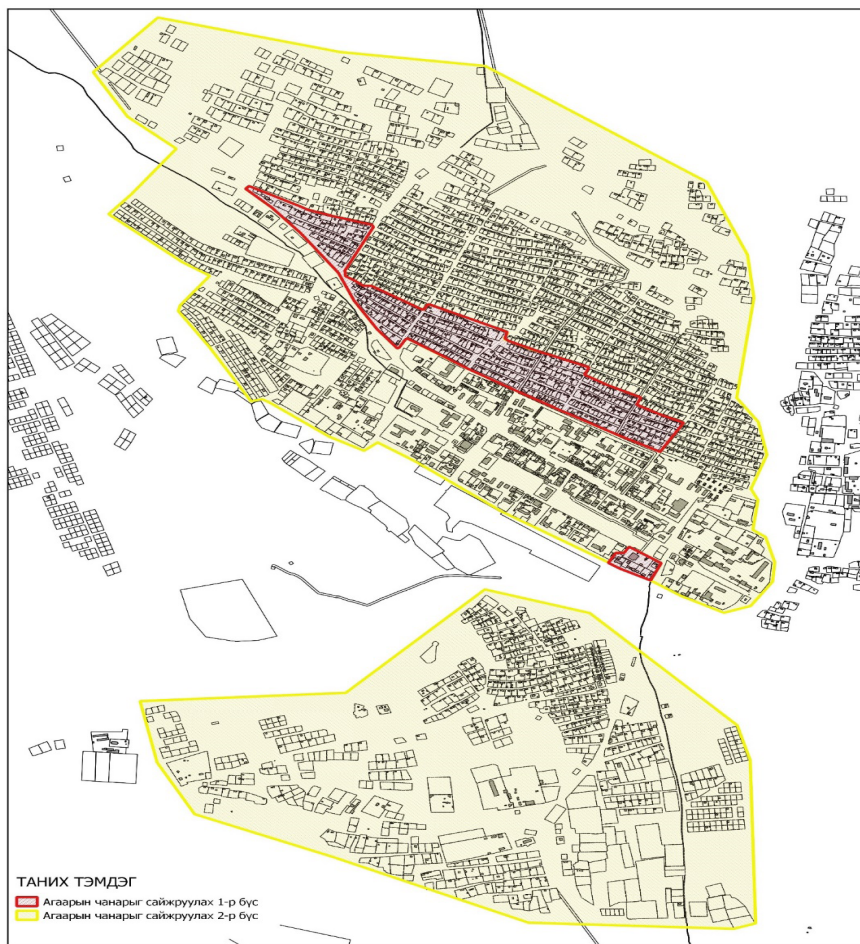 ТАНИХ ТЭМДЭГ
Агаарын чанарыг сайжруулах 1-р бүс
Агаарын чанарыг сайжруулах 2-р бүс